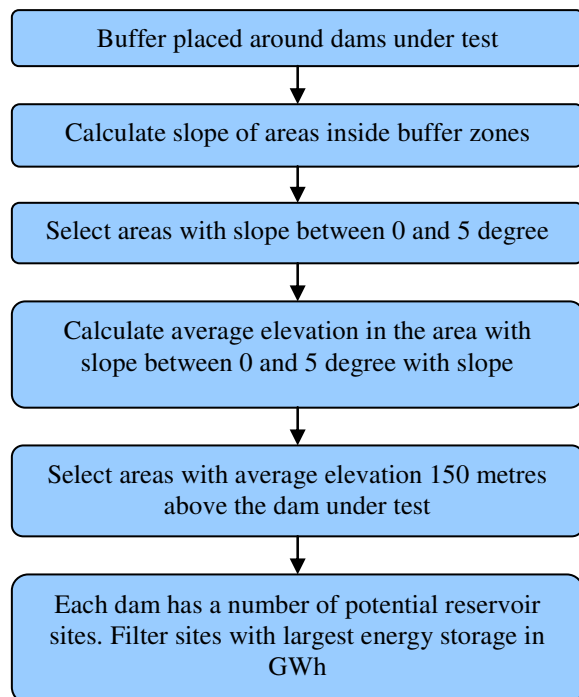 Buffer placed around dams under test
Calculate slope of areas inside buffer zones
Select areas with slope between 0 and 5 degree
Calculate average elevation in the area with
slope between 0 and 5 degree with slope
Select areas with average elevation 150 metres
above the dam under test
Each dam has a number of potential reservoir
sites. Filter sites with largest energy storage in
GWh